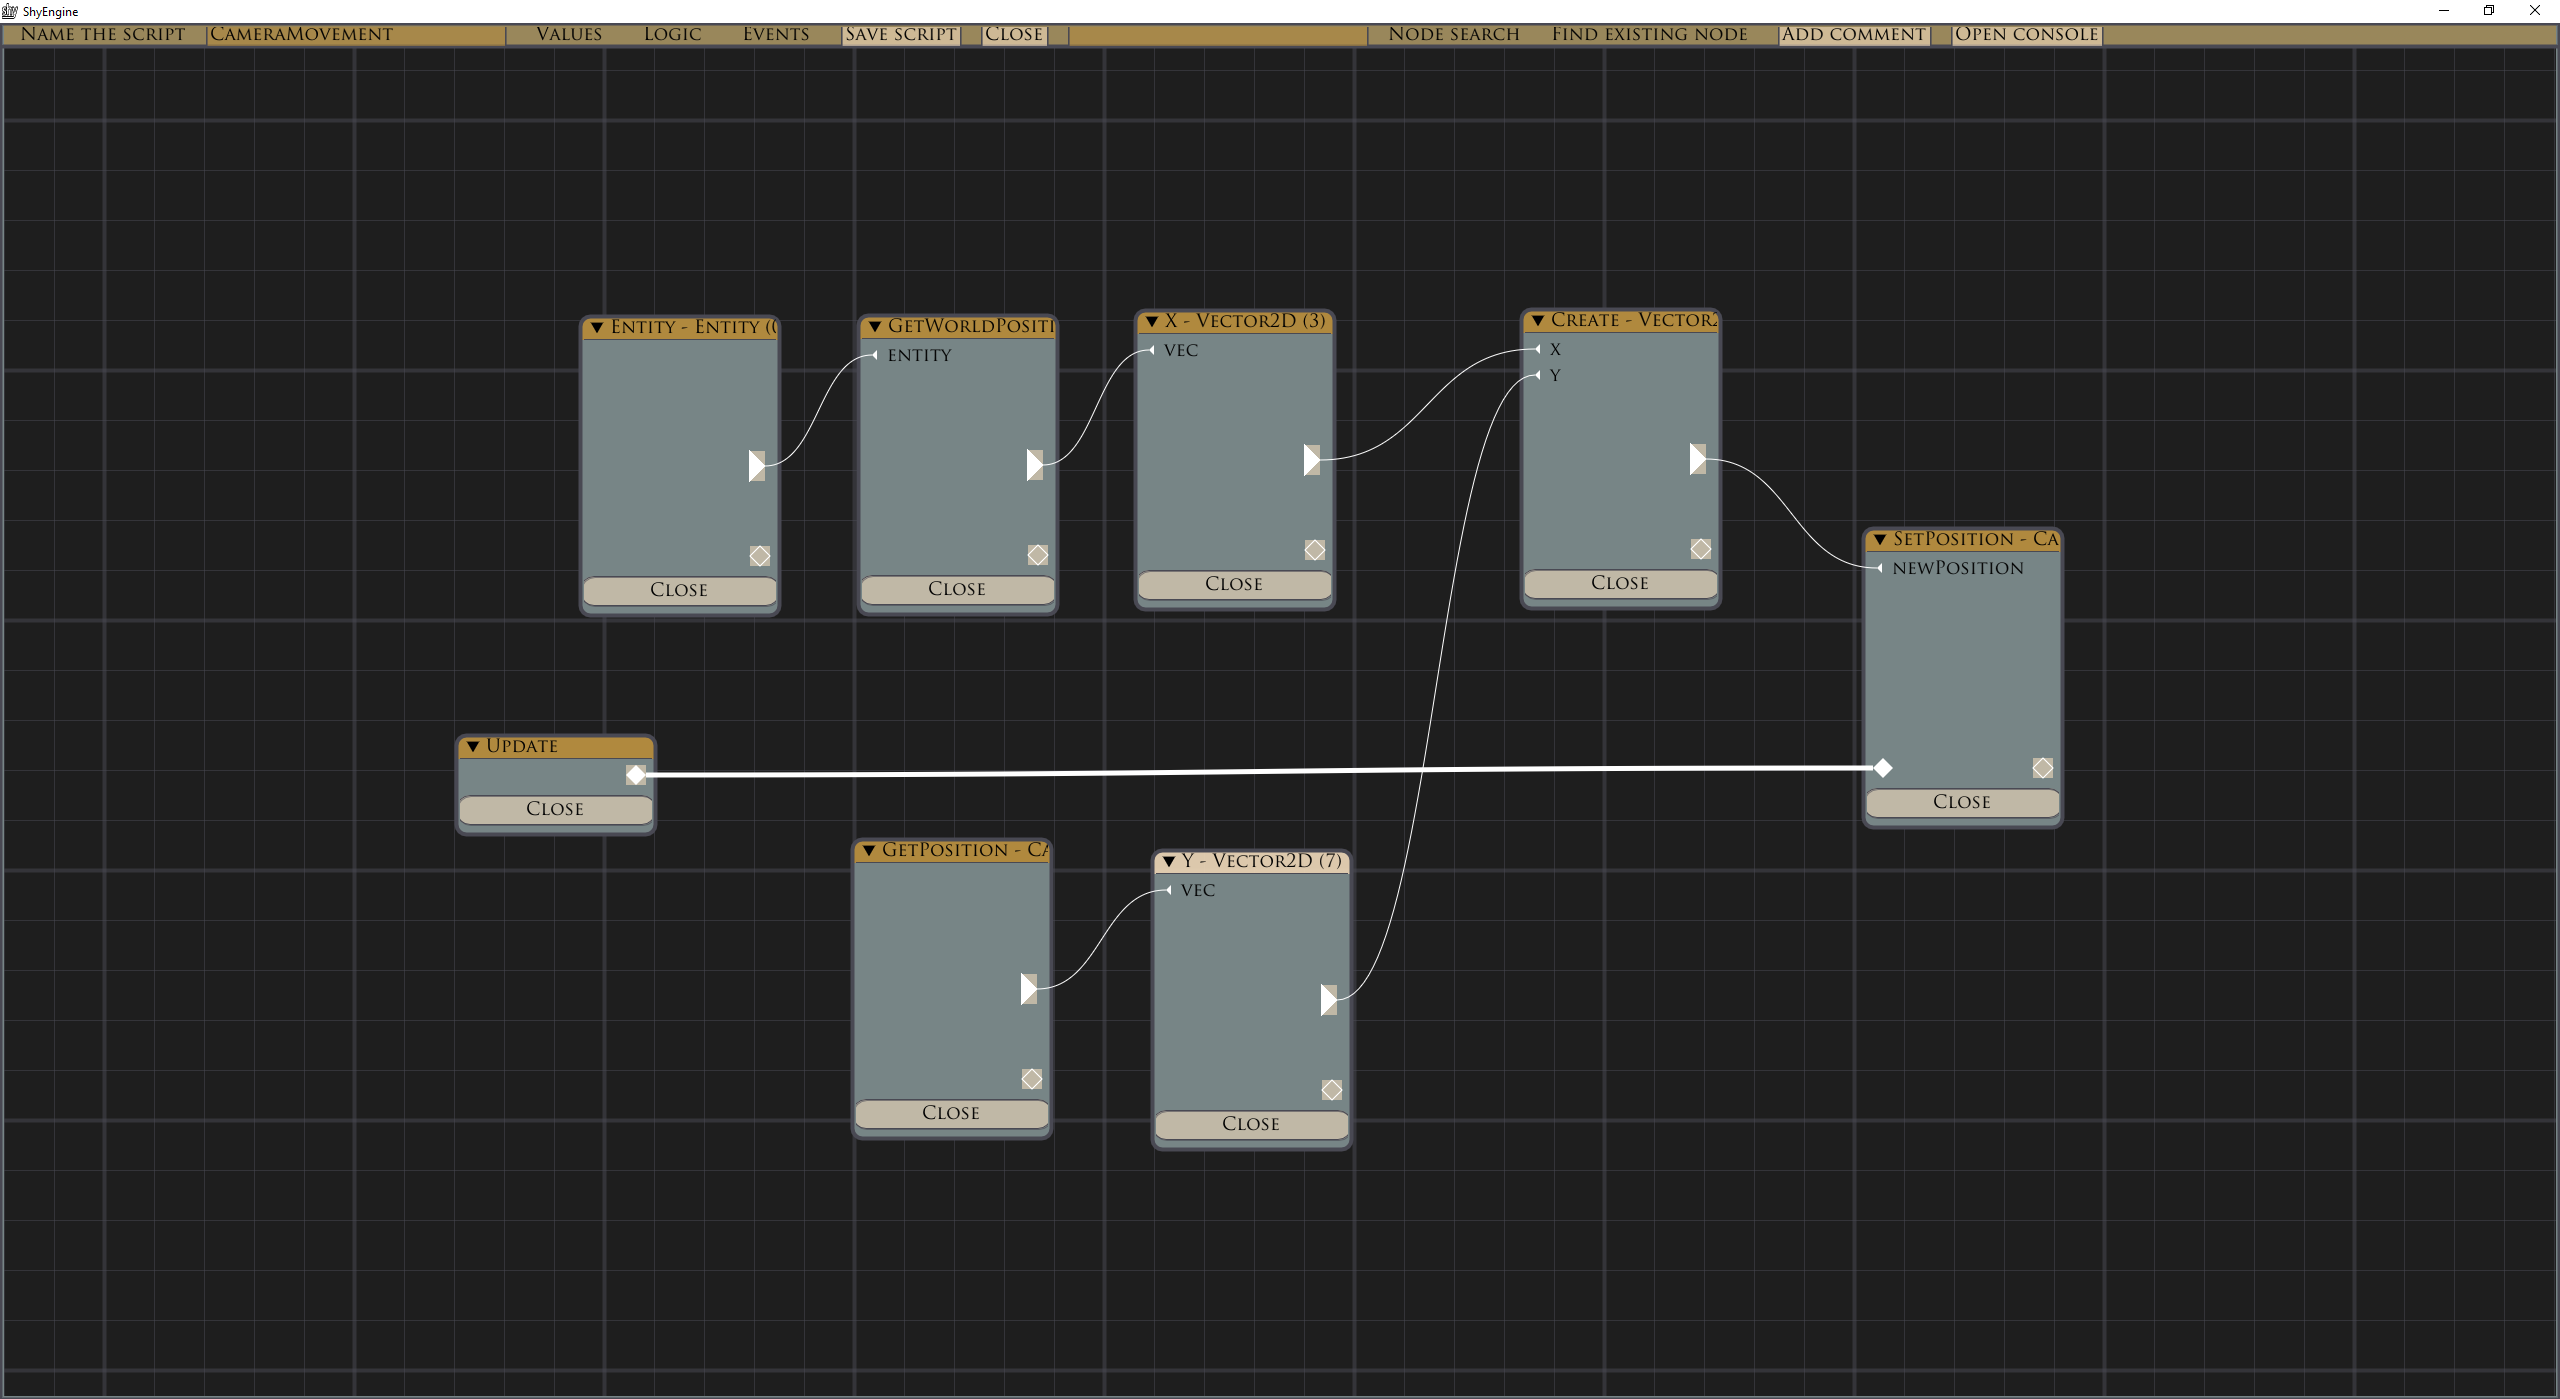 ShyEngine
Name the script CameraMovement Values Logic Events Save script Close Node search Find existing node Add comment Open console
Entity - Entity (0
Close
GetWorldPositi
entity
Close
X - Vector2D (3)
vec
Close
Create - Vector2
x
y
Close
SetPosition - Ca
newPosition
Close
Update
Close
GetPosition - Ca
Close
Y - Vector2D (7)
vec
Close